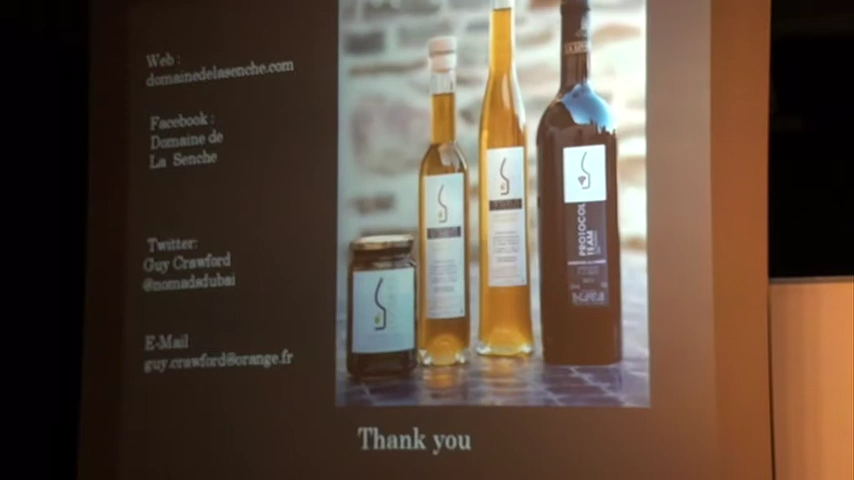 Web :
domainedelasenche.com
Facebook :
Domaine de
La Senche
Twitter:
Guy Crawford
@nomadsdubai
E-Mail
guy.crawford@orange.fr
PROTOCOL
TEAM
Thank you